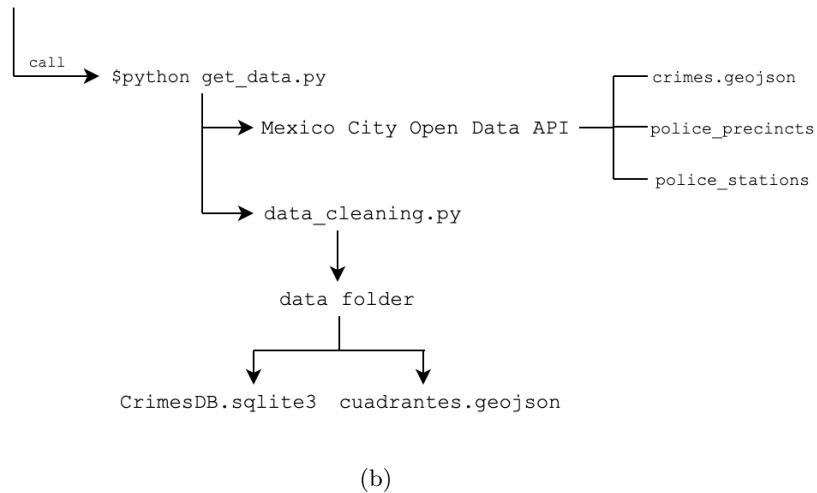 call
$python get_data.py
crimes.geojson
Mexico City Open Data API
police_precincts
police_stations
data_cleaning.py
data folder
CrimesDB.sqlite3
cuadrantes.geojson
(b)